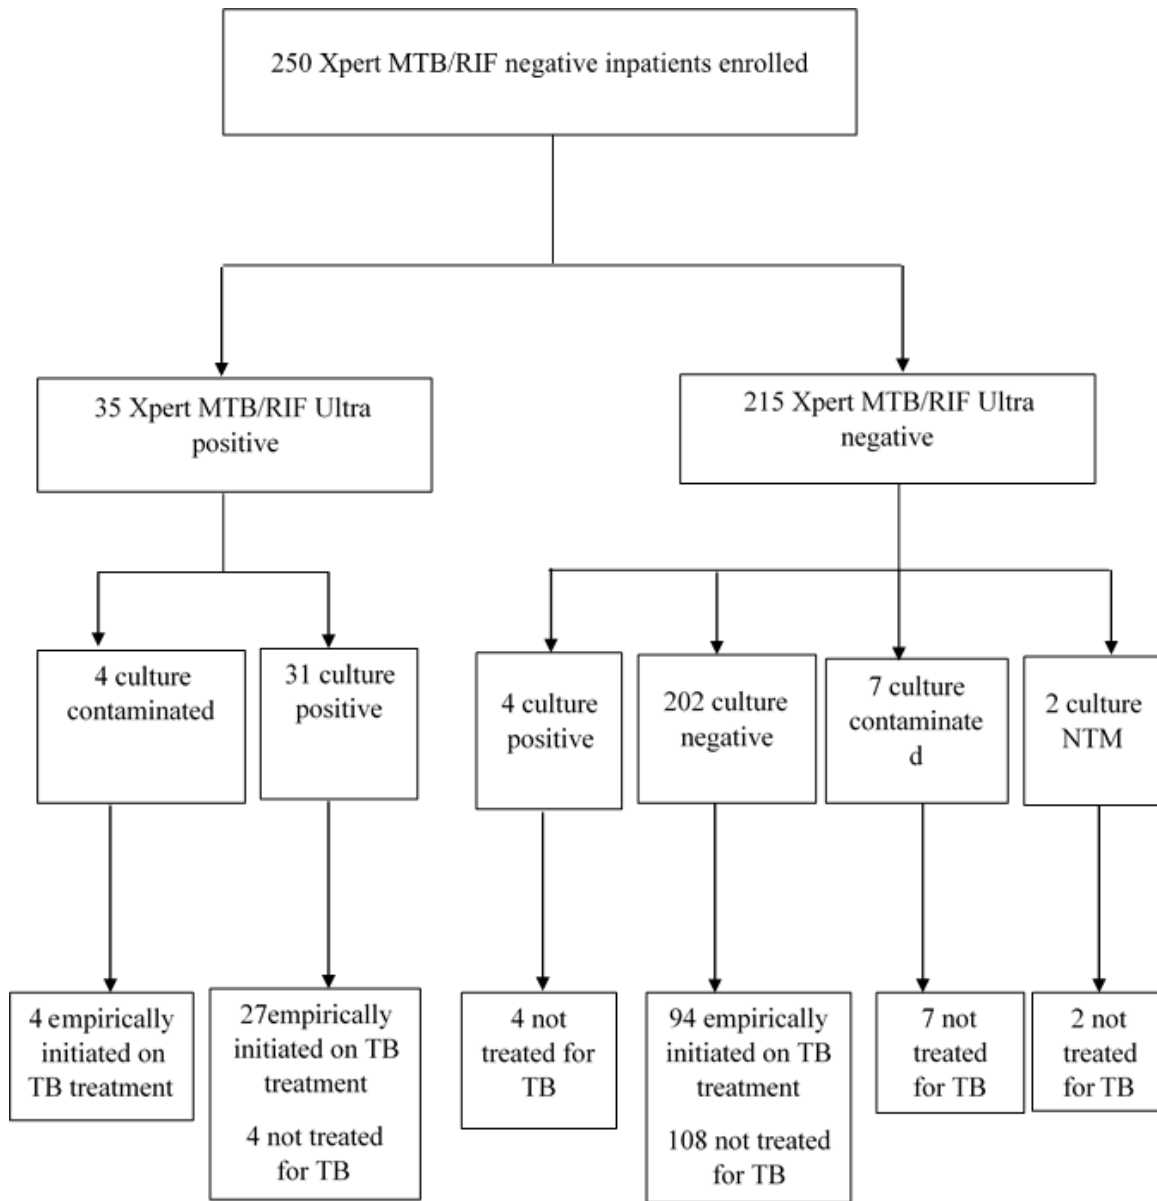 250 Xpert MTB/RIF negative inpatients enrolled
35 Xpert MTB/RIF Ultra
positive
215 Xpert MTB/RIF Ultra
negative
4 culture
contaminated
31 culture
positive
4 culture
positive
202 culture
negative
7 culture
contaminate
d
2 culture
NTM
4 empirically
initiated on
TB treatment
27empirically
initiated on TB
treatment
4 not treated
for TB
4 not
treated for
TB
94 empirically
initiated on TB
treatment
108 not treated
for TB
7 not
treated
for TB
2 not
treated
for TB